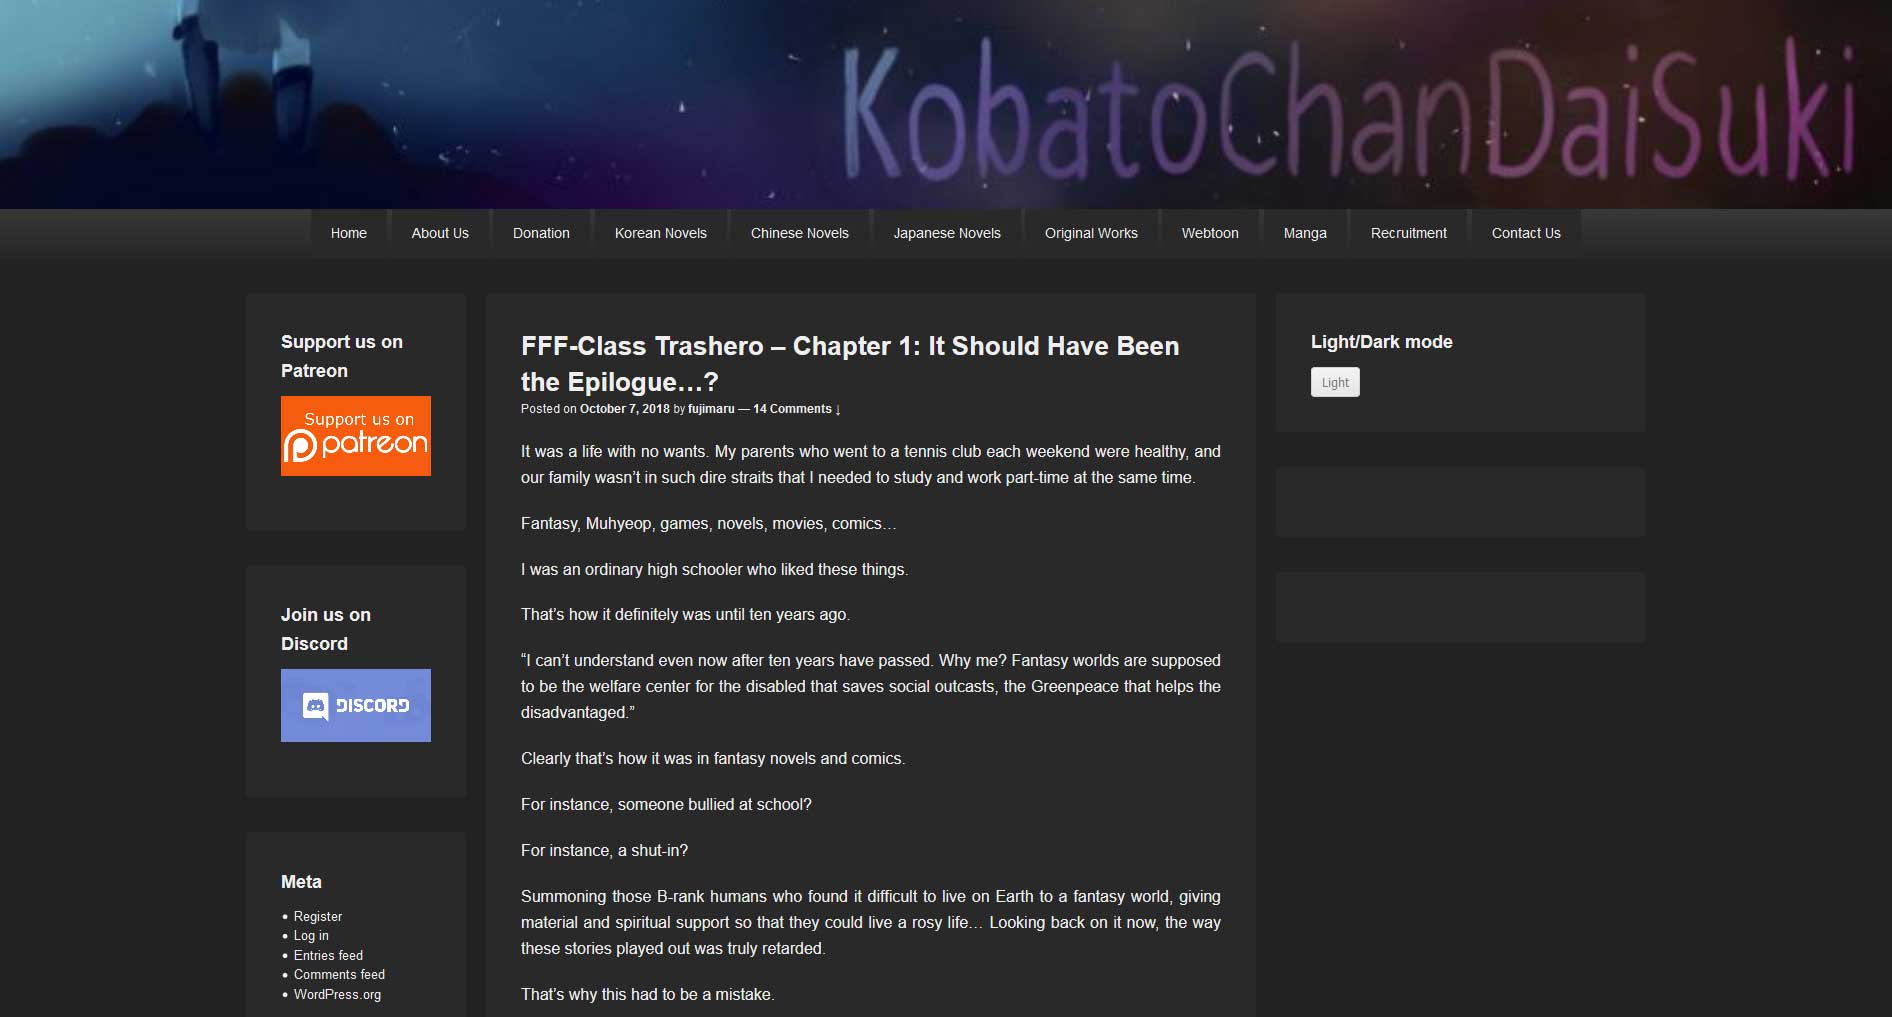 KobatoChanDaiSuki
Home
About Us
Donation
Korean Novels
Chinese Novels
Japanese Novels
Original Works
Webtoon
Manga
Recruitment
Contact Us
Support us on
Patreon
Support us on
patreon
Join us on
Discord
DISCORD
Meta
Register
Log in
Entries feed
Comments feed
WordPress.org
FFF-Class Trashero – Chapter 1: It Should Have Been
the Epilogue…?
Posted on October 7, 2018 by fujimaru — 14 Comments ↓
It was a life with no wants. My parents who went to a tennis club each weekend were healthy, and
our family wasn’t in such dire straits that I needed to study and work part-time at the same time.
Fantasy, Muhyeop, games, novels, movies, comics…
I was an ordinary high schooler who liked these things.
That’s how it definitely was until ten years ago.
“I can’t understand even now after ten years have passed. Why me? Fantasy worlds are supposed
to be the welfare center for the disabled that saves social outcasts, the Greenpeace that helps the
disadvantaged.”
Clearly that’s how it was in fantasy novels and comics.
For instance, someone bullied at school?
For instance, a shut-in?
Summoning those B-rank humans who found it difficult to live on Earth to a fantasy world, giving
material and spiritual support so that they could live a rosy life… Looking back on it now, the way
these stories played out was truly retarded.
That’s why this had to be a mistake.
Light/Dark mode
Light